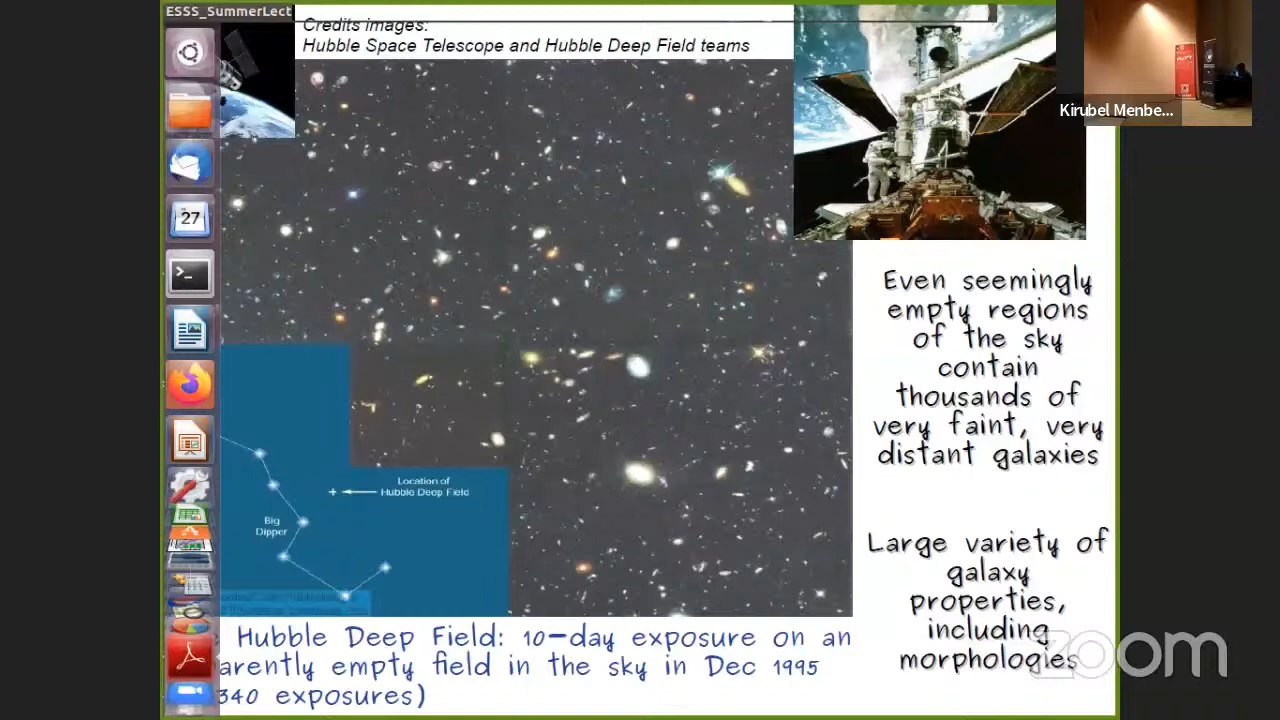 ESSS_SummerLect
Credits images:
Hubble Space Telescope and Hubble Deep Field teams
Kirubel Menbe...
27
Even seemingly
empty regions
of the sky
contain
thousands of
very faint, very
distant galaxies
Location of
Hubble Deep Field
Big
Dipper
Large variety of
galaxy
properties,
including
morphologies
Hubble Deep Field: 10-day exposure on an
arently empty field in the sky in Dec 1995
340 exposures)
zoom